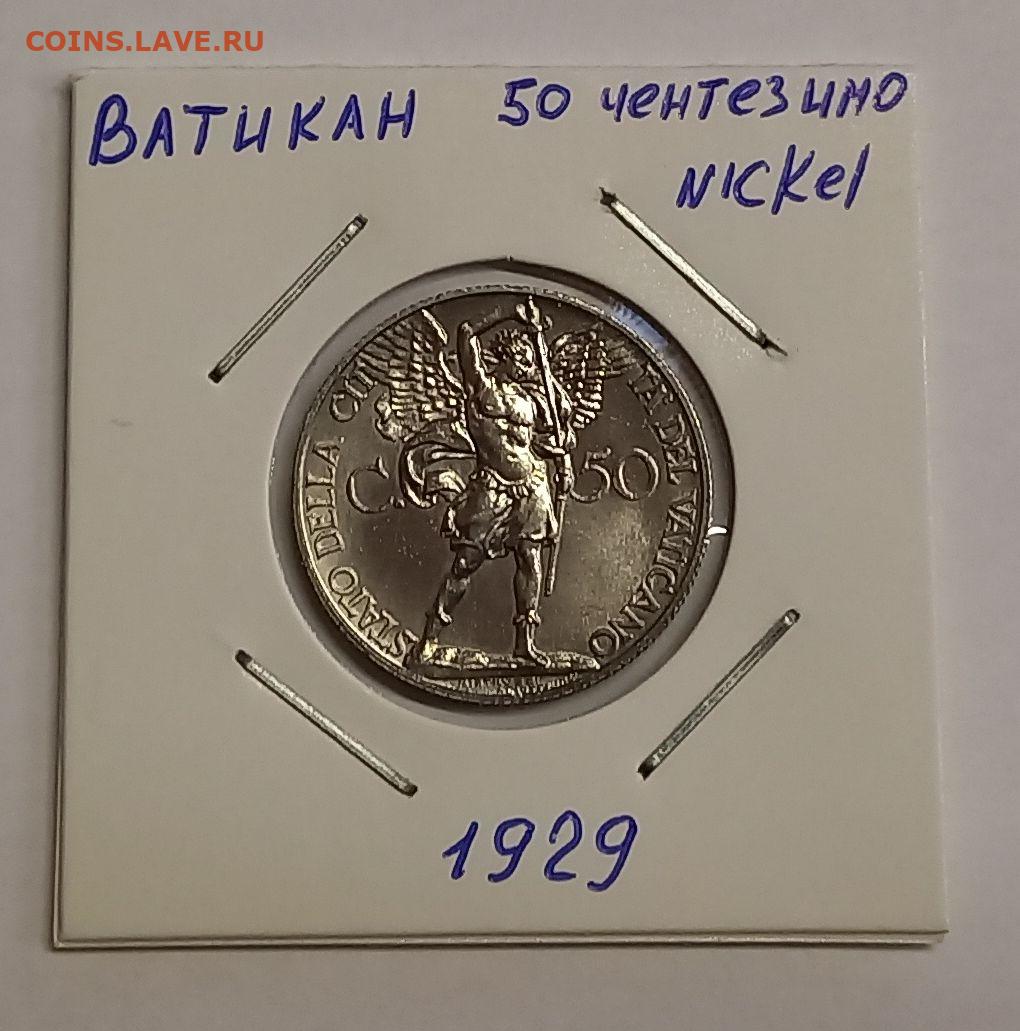 COINS.LAVE.RU
ВАТИКАН 50 чентезимо
NICKel
STATO DELLA CITTA' DEL VATICANO
C. 50
1929